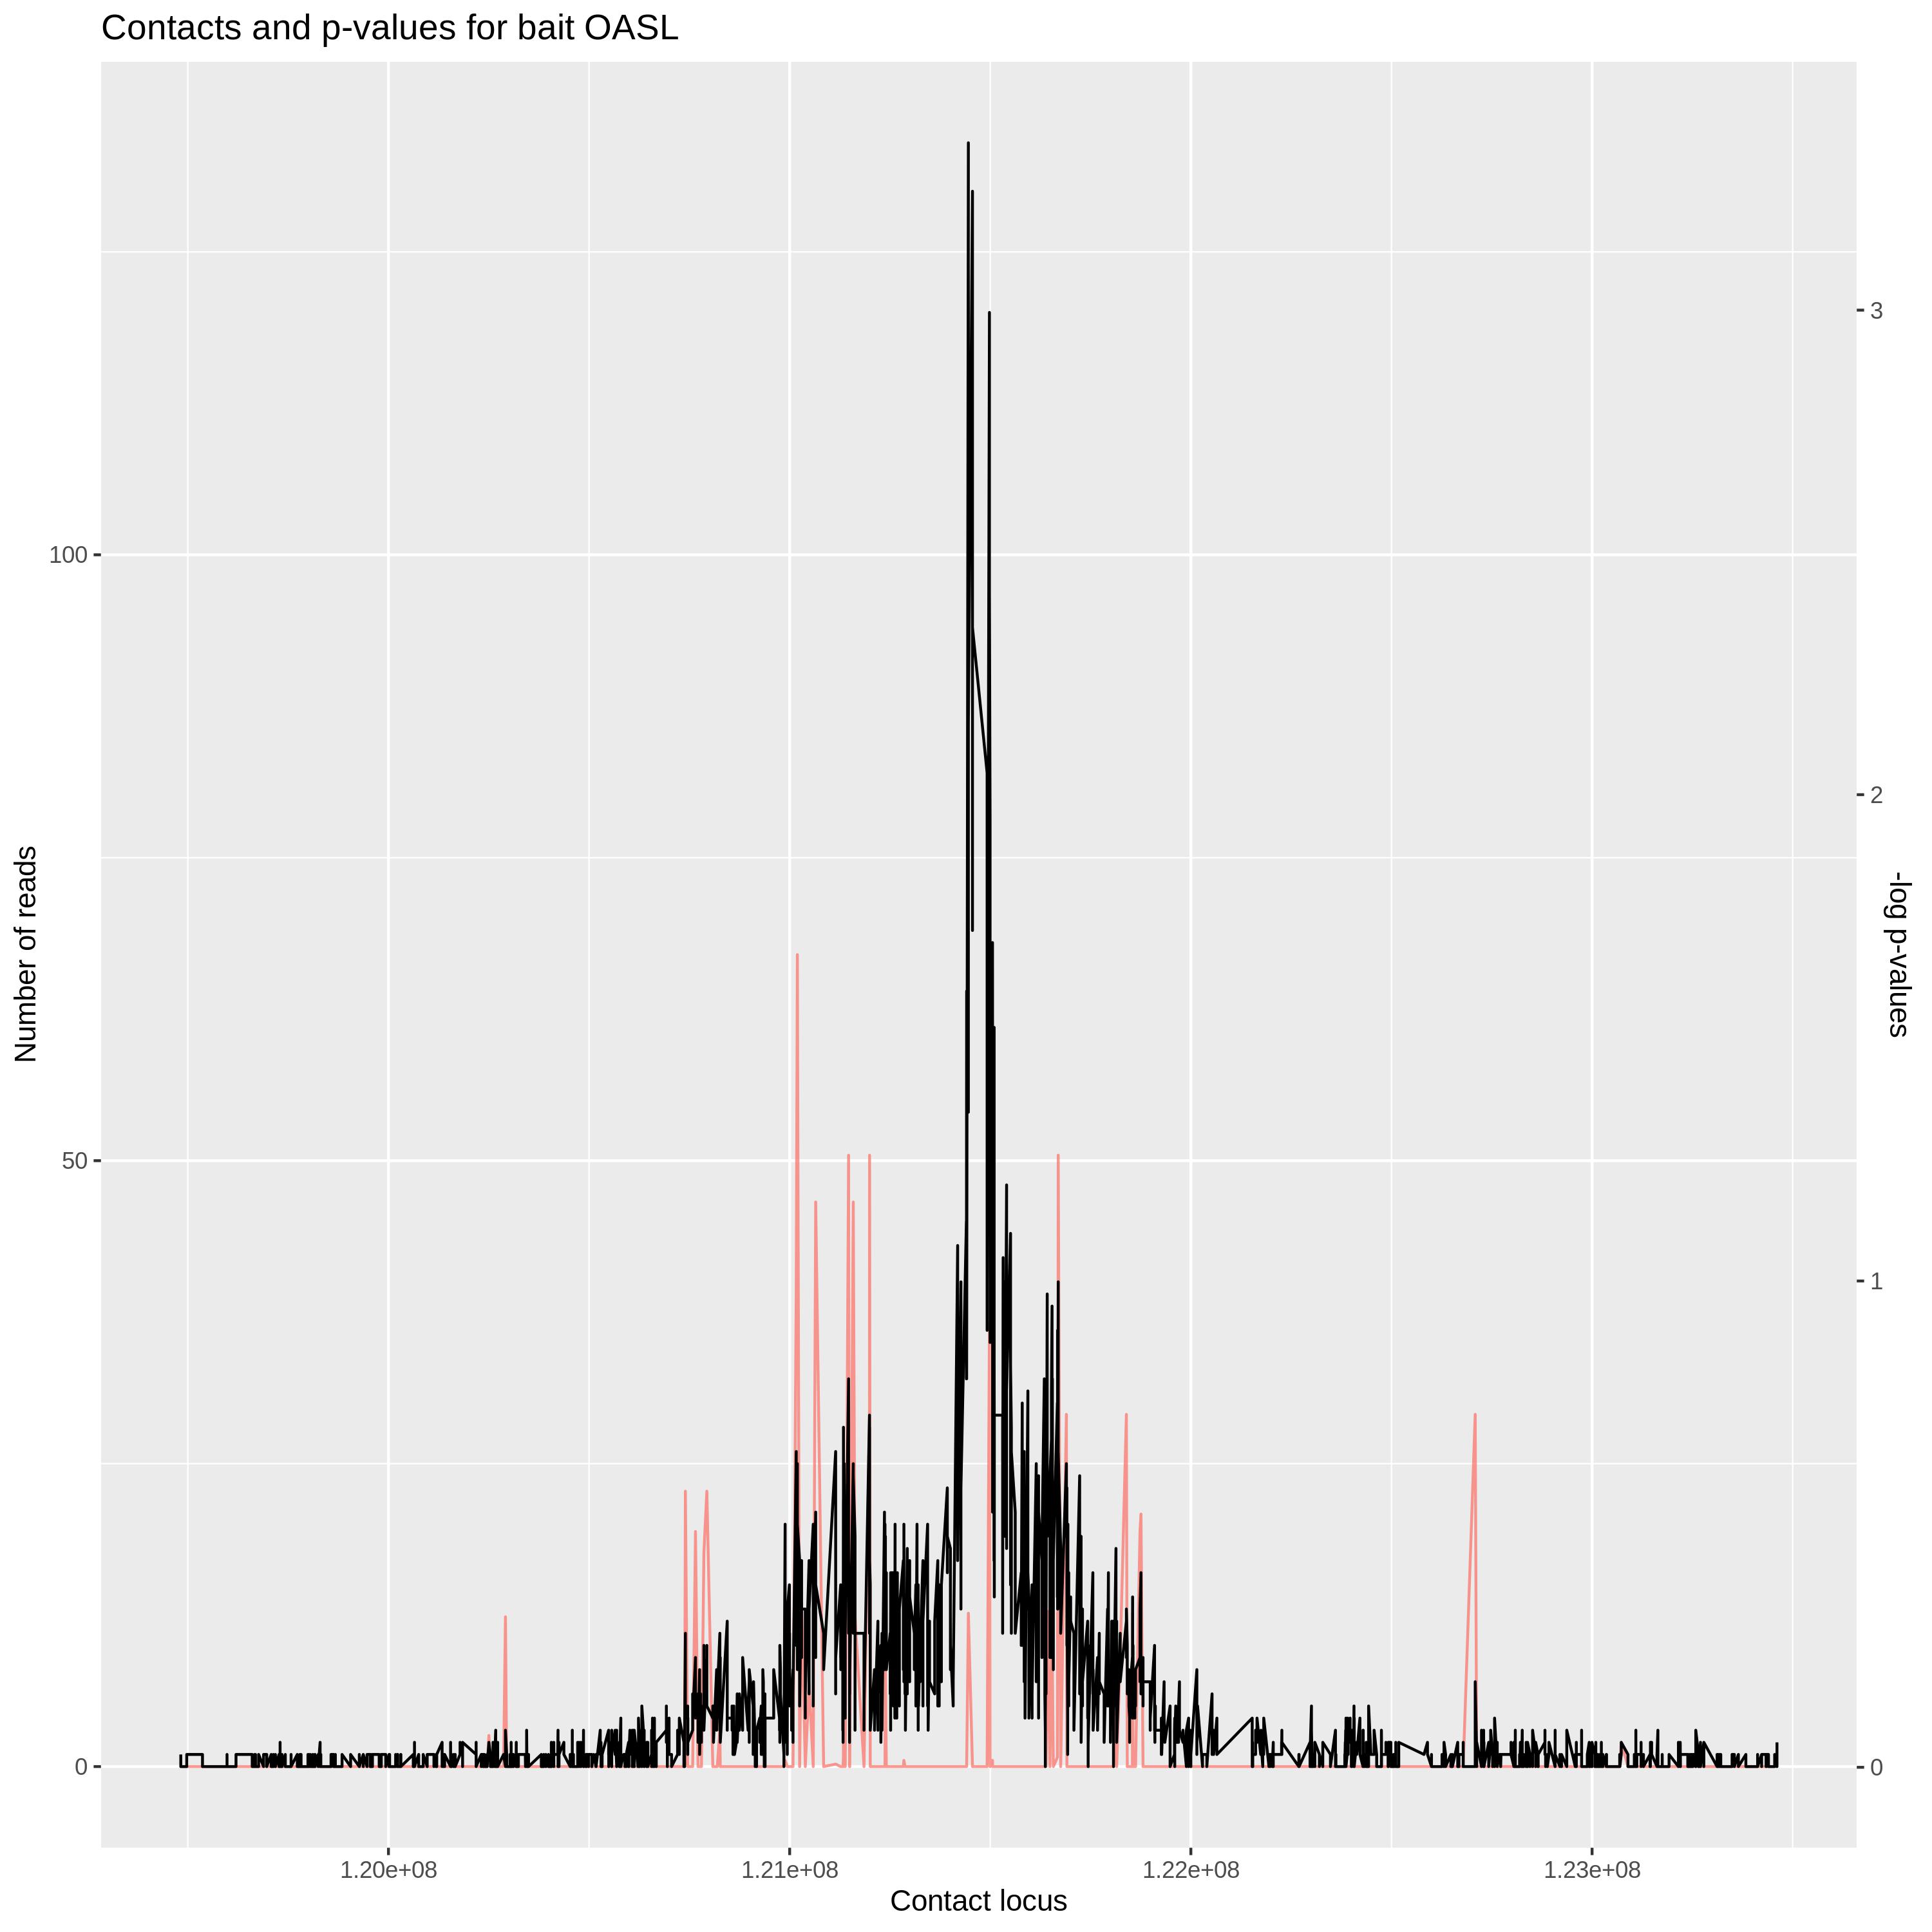 Contacts and p-values for bait OASL
Number of reads
100
50
0
3
2
1
0
-log p-values
1.20e+08
1.21e+08
1.22e+08
1.23e+08
Contact locus